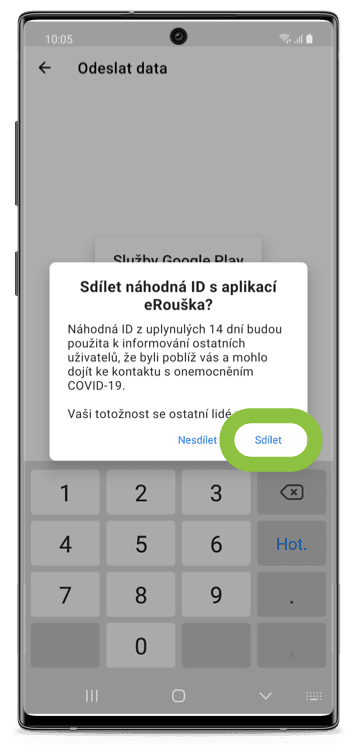 10:05
Odeslat data
Služby Google Play
Sdílet náhodná ID s aplikací
eRouška?
Náhodná ID z uplynulých 14 dní budou
použita k informování ostatních
uživatelů, že byli poblíž vás a mohlo
dojít ke kontaktu s onemocněním
COVID-19.
Vaši totožnost se ostatní lidé
Nesdílet Sdílet
1 2 3
4 5 6 Hot.
7 8 9 .
0 ,